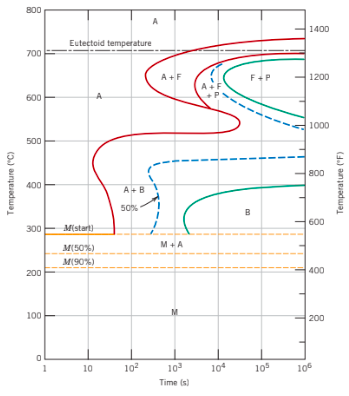 800
A
1400
Eutectoid temperature
700
A + F
F + P
1200
A + F
+ P
600
A
1000
500
800
400
A + B
50%
B
600
M(start)
300
M + A
M(50%)
M(90%)
400
200
M
200
100
0
1 10 10² 10³ 10⁴ 10⁵ 10⁶
Time (s)
Temperature (°C)
Temperature (°F)